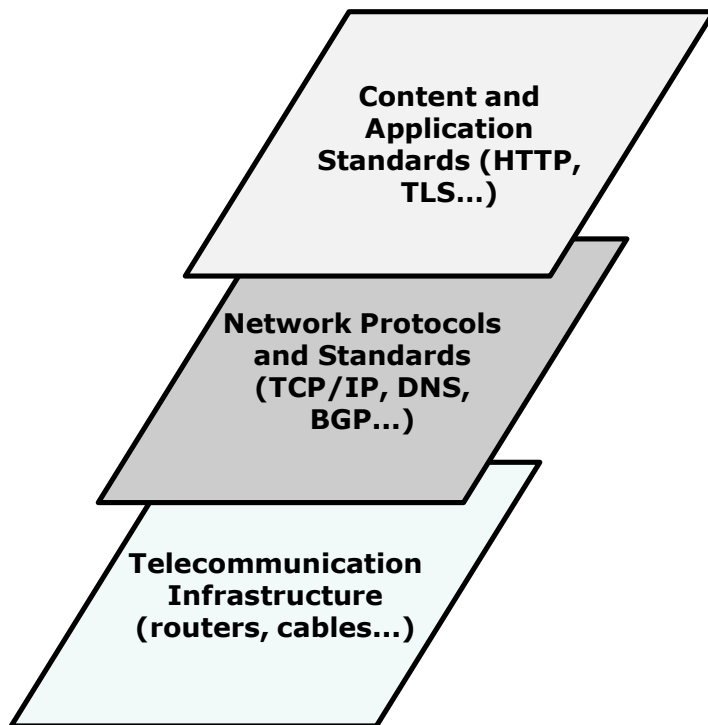 Content and
Application
Standards (HTTP,
TLS...)
Network Protocols
and Standards
(TCP/IP, DNS,
BGP...)
Telecommunication
Infrastructure
(routers, cables...)